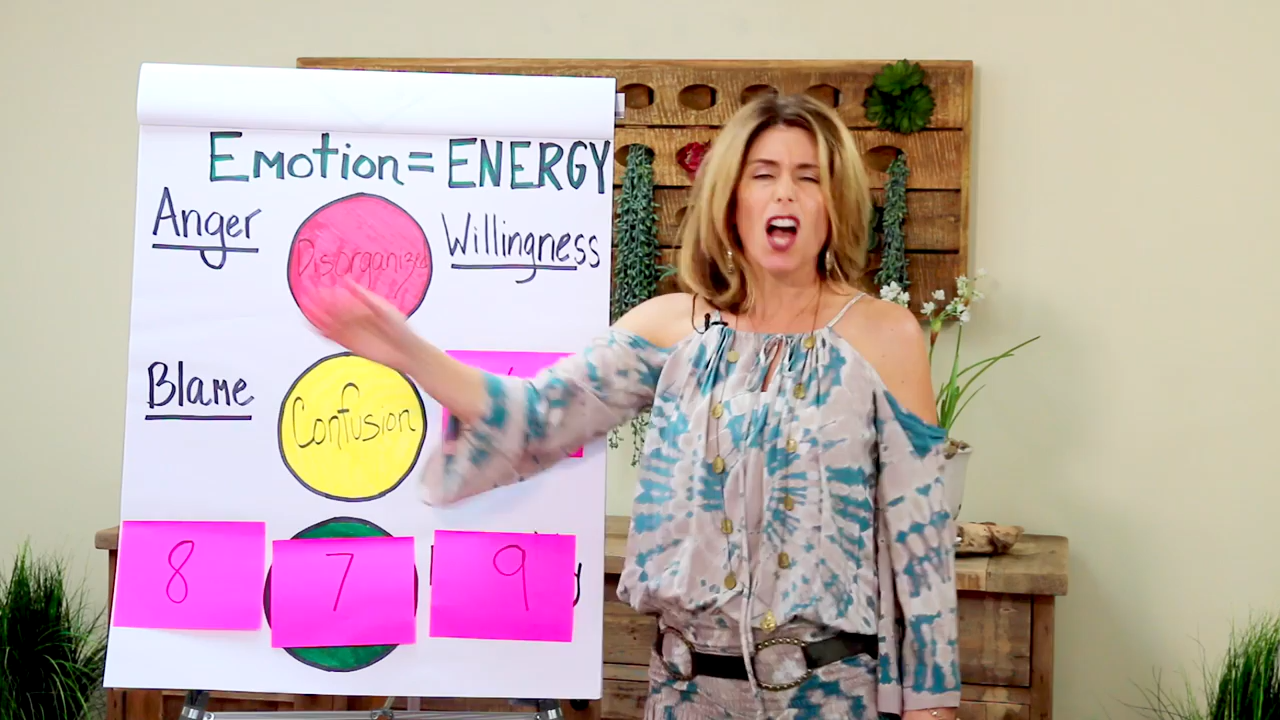 Emotion = ENERGY
Anger
Disorganized
Willingness
Blame
Confusion
8
7
9